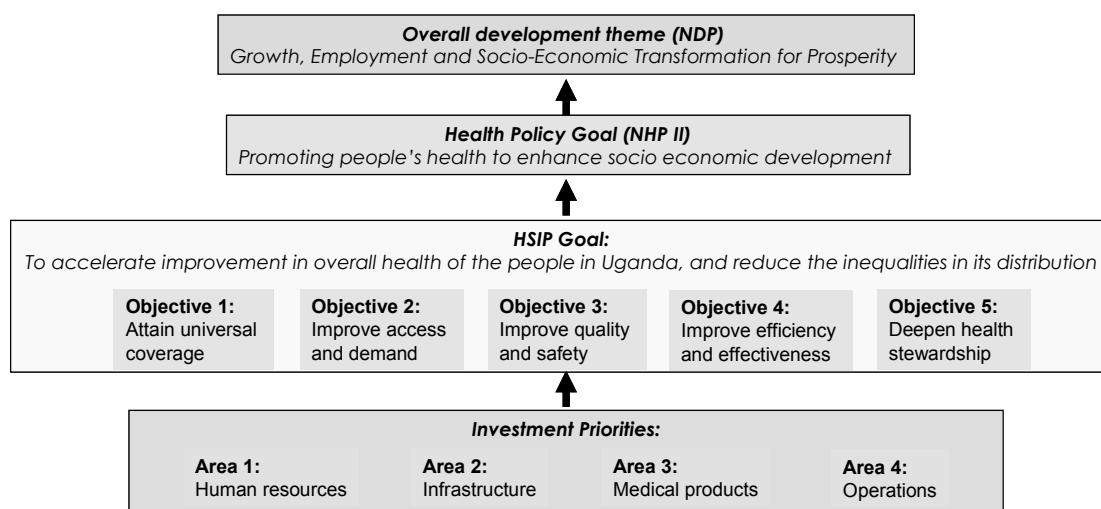 Overall development theme (NDP)
Growth, Employment and Socio-Economic Transformation for Prosperity
Health Policy Goal (NHP II)
Promoting people's health to enhance socio economic development
HSIP Goal:
To accelerate improvement in overall health of the people in Uganda, and reduce the inequalities in its distribution
Objective 1:
Attain universal
coverage
Objective 2:
Improve access
and demand
Objective 3:
Improve quality
and safety
Objective 4:
Improve efficiency
and effectiveness
Objective 5:
Deepen health
stewardship
Investment Priorities:
Area 1:
Human resources
Area 2:
Infrastructure
Area 3:
Medical products
Area 4:
Operations